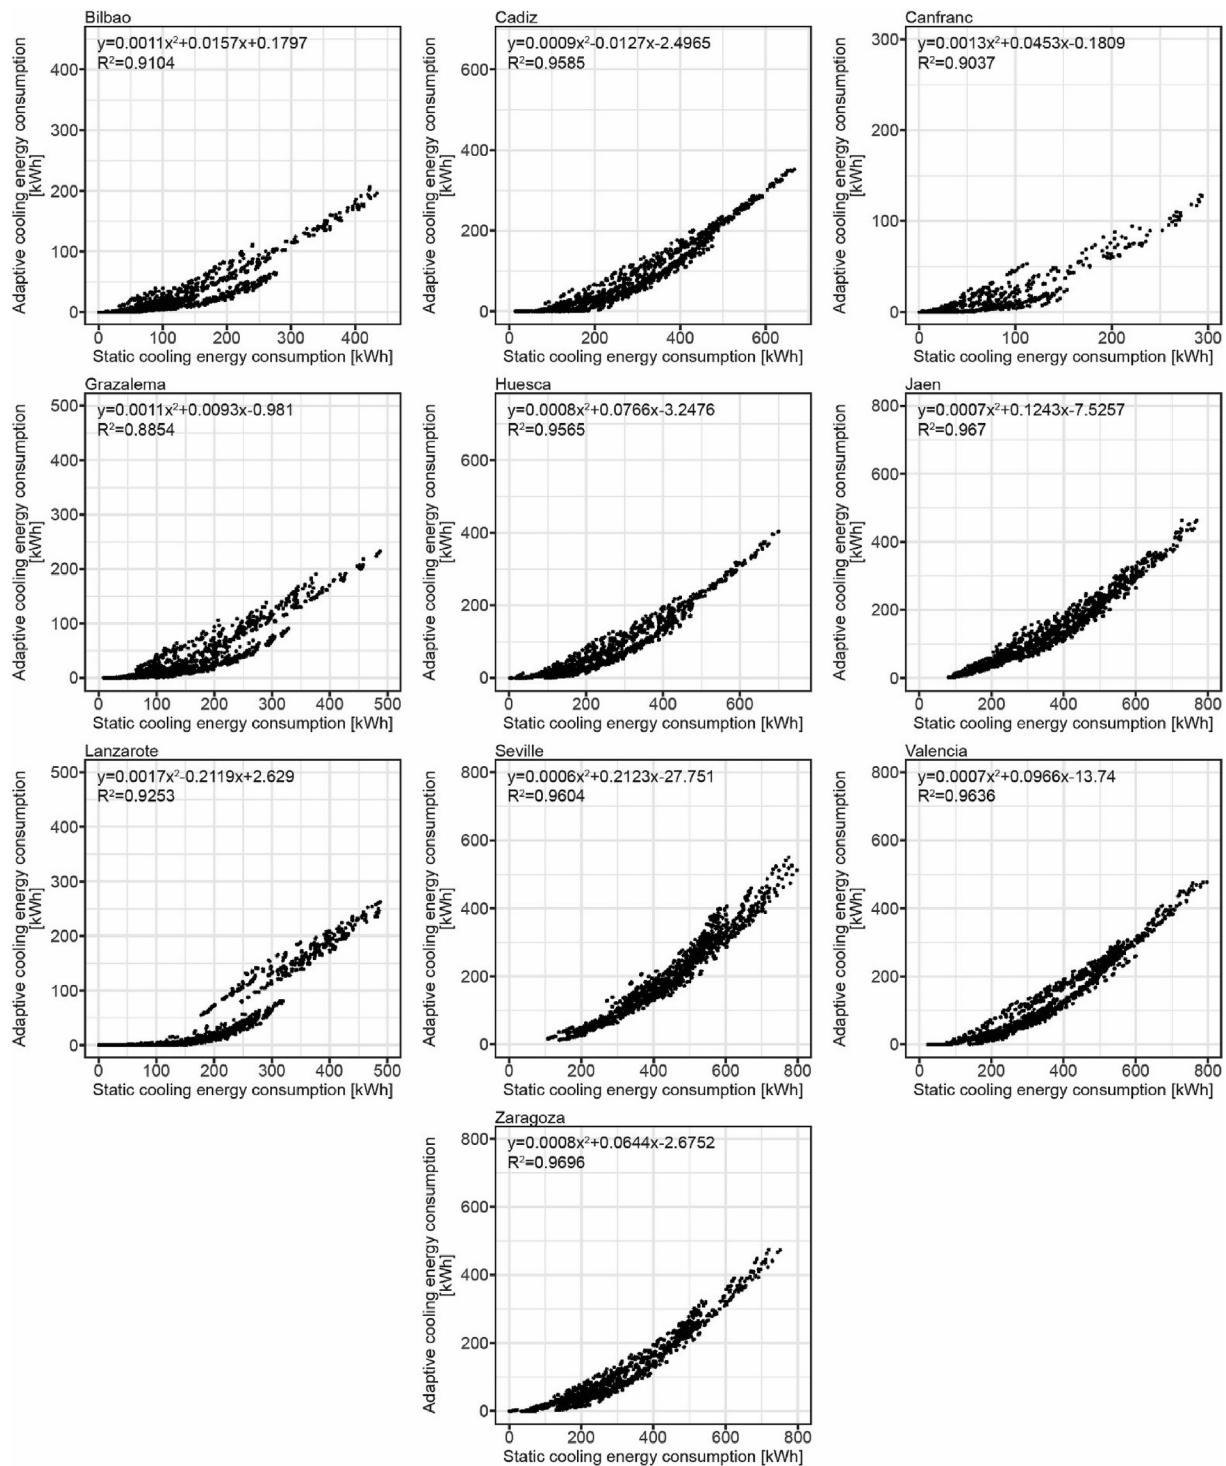 Bilbao
y=0.0011x²+0.0157x+0.1797
R²=0.9104
Adaptive cooling energy consumption
[kWh]
400
300
200
100
0
0 100 200 300 400
Static cooling energy consumption [kWh]
Cadiz
y=0.0009x²-0.0127x-2.4965
R²=0.9585
Adaptive cooling energy consumption
[kWh]
600
400
200
0
0 200 400 600
Static cooling energy consumption [kWh]
Canfranc
y=0.0013x²+0.0453x-0.1809
R²=0.9037
Adaptive cooling energy consumption
[kWh]
300
200
100
0
0 100 200 300
Static cooling energy consumption [kWh]
Grazalema
y=0.0011x²+0.0093x-0.981
R²=0.8854
Adaptive cooling energy consumption
[kWh]
500
400
300
200
100
0
0 100 200 300 400 500
Static cooling energy consumption [kWh]
Huesca
y=0.0008x²+0.0766x-3.2476
R²=0.9565
Adaptive cooling energy consumption
[kWh]
600
400
200
0
0 200 400 600
Static cooling energy consumption [kWh]
Jaen
y=0.0007x²+0.1243x-7.5257
R²=0.967
Adaptive cooling energy consumption
[kWh]
800
600
400
200
0
0 200 400 600 800
Static cooling energy consumption [kWh]
Lanzarote
y=0.0017x²-0.2119x+2.629
R²=0.9253
Adaptive cooling energy consumption
[kWh]
500
400
300
200
100
0
0 100 200 300 400 500
Static cooling energy consumption [kWh]
Seville
y=0.0006x²+0.2123x-27.751
R²=0.9604
Adaptive cooling energy consumption
[kWh]
800
600
400
200
0
0 200 400 600 800
Static cooling energy consumption [kWh]
Valencia
y=0.0007x²+0.0966x-13.74
R²=0.9636
Adaptive cooling energy consumption
[kWh]
800
600
400
200
0
0 200 400 600 800
Static cooling energy consumption [kWh]
Zaragoza
y=0.0008x²+0.0644x-2.6752
R²=0.9696
Adaptive cooling energy consumption
[kWh]
800
600
400
200
0
0 200 400 600 800
Static cooling energy consumption [kWh]